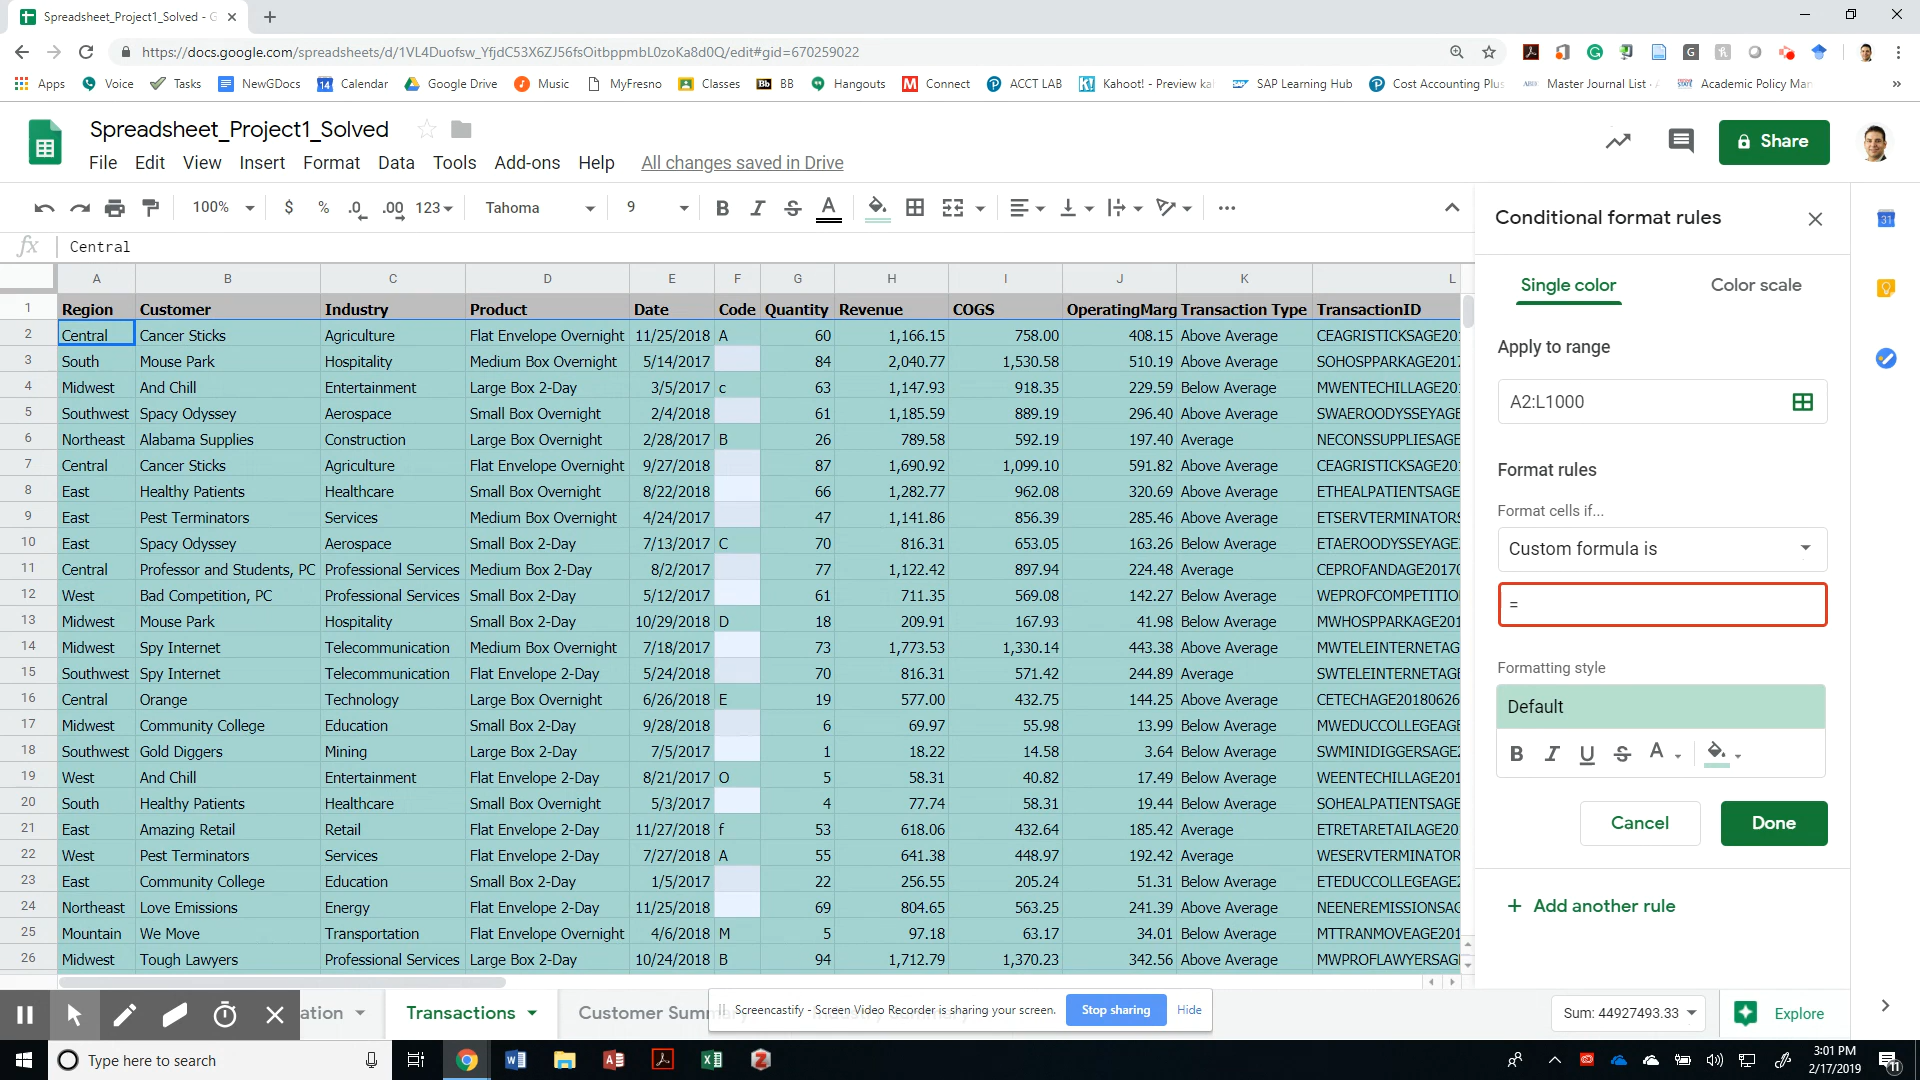 Spreadsheet_Project1_Solved - G
https://docs.google.com/spreadsheets/d/1VL4Duofsw_YfjdC53X6ZJ56fsOitbppmbL0zoKa8d0Q/edit#gid=670259022
Apps Voice Tasks NewGDocs Calendar Google Drive Music MyFresno Classes Bb BB Hangouts Connect ACCT LAB Kahoot! - Preview ka SAP Learning Hub Cost Accounting Plus Master Journal List - Academic Policy Man »
Spreadsheet_Project1_Solved
File Edit View Insert Format Data Tools Add-ons Help All changes saved in Drive
Share
100% $ % .0 .00 123 Tahoma 9 B I S A
fx Central
A B C D E F G H I J K L
1 Region Customer Industry Product Date Code Quantity Revenue COGS OperatingMarg Transaction Type TransactionID
2 Central Cancer Sticks Agriculture Flat Envelope Overnight 11/25/2018 A 60 1,166.15 758.00 408.15 Above Average CEAGRISTICKSAGE201
3 South Mouse Park Hospitality Medium Box Overnight 5/14/2017 84 2,040.77 1,530.58 510.19 Above Average SOHOSPPARKAGE2017
4 Midwest And Chill Entertainment Large Box 2-Day 3/5/2017 c 63 1,147.93 918.35 229.59 Below Average MWENTECHILLAGE201
5 Southwest Spacy Odyssey Aerospace Small Box Overnight 2/4/2018 61 1,185.59 889.19 296.40 Above Average SWAEROODYSSEYAGE
6 Northeast Alabama Supplies Construction Large Box Overnight 2/28/2017 B 26 789.58 592.19 197.40 Average NECONSSUPPLIESAGE
7 Central Cancer Sticks Agriculture Flat Envelope Overnight 9/27/2018 87 1,690.92 1,099.10 591.82 Above Average CEAGRISTICKSAGE201
8 East Healthy Patients Healthcare Small Box Overnight 8/22/2017 66 1,282.77 962.08 320.69 Above Average ETHEALPATIENTSAGE
9 East Pest Terminators Services Medium Box Overnight 4/24/2017 47 1,141.86 856.39 285.46 Above Average ETSERVTERMINATORS
10 East Spacy Odyssey Aerospace Small Box 2-Day 7/13/2017 C 70 816.31 653.05 163.26 Below Average ETAEROODYSSEYAGE
11 Central Professor and Students, PC Professional Services Medium Box 2-Day 8/2/2017 77 1,122.42 897.94 224.48 Average CEPROFANDAGE20170
12 West Bad Competition, PC Professional Services Small Box 2-Day 5/12/2017 61 711.35 569.08 142.27 Below Average WEPROFCOMPETITIO
13 Midwest Mouse Park Hospitality Small Box 2-Day 10/29/2018 D 18 209.91 167.93 41.98 Below Average MWHOSPPARKAGE201
14 Midwest Spy Internet Telecommunication Medium Box Overnight 7/18/2017 73 1,773.53 1,330.14 443.38 Above Average MWTELEINTERNETAG
15 Southwest Spy Internet Telecommunication Flat Envelope 2-Day 5/24/2018 70 816.31 571.42 244.89 Average SWTELEINTERNETAGE
16 Central Orange Technology Large Box Overnight 6/26/2018 E 19 577.00 432.75 144.25 Above Average CETECHAGE20180626
17 Midwest Community College Education Small Box 2-Day 9/28/2018 6 69.97 55.98 13.99 Below Average MWEDUCCOLLEGEAGE
18 Southwest Gold Diggers Mining Large Box 2-Day 7/5/2017 1 18.22 14.58 3.64 Below Average SWMINIDIGGERSAGE2
19 West And Chill Entertainment Flat Envelope 2-Day 8/21/2017 O 5 58.31 40.82 17.49 Below Average WEENTECHILLAGE201
20 South Healthy Patients Healthcare Small Box Overnight 5/3/2017 4 77.74 58.31 19.44 Below Average SOHEALPATIENTSAGE
21 East Amazing Retail Retail Flat Envelope 2-Day 11/27/2018 f 53 618.06 432.64 185.42 Average ETRETARETAILAGE20
22 West Pest Terminators Services Flat Envelope 2-Day 7/27/2018 A 55 641.38 448.97 192.42 Average WESERVTERMINATOR
23 East Community College Education Small Box 2-Day 1/5/2017 22 256.55 205.24 51.31 Below Average ETEDUCCOLLEGEAGE2
24 Northeast Love Emissions Energy Flat Envelope 2-Day 11/25/2018 69 804.65 563.25 241.39 Above Average NEENEREMISSIONSAG
25 Mountain We Move Transportation Flat Envelope Overnight 4/6/2018 M 5 97.18 63.17 34.01 Below Average MTTRANMOVEAGE201
26 Midwest Tough Lawyers Professional Services Large Box 2-Day 10/24/2018 B 94 1,712.79 1,370.23 342.56 Above Average MWPROFLAWYERSAG
Conditional format rules
Single color Color scale
Apply to range
A2:L1000
Format rules
Format cells if...
Custom formula is
=
Formatting style
Default
B I U S A
Cancel Done
+ Add another rule
31
ation Transactions Customer Summ
Screencastify - Screen Video Recorder is sharing your screen. Stop sharing Hide
Sum: 44927493.33 Explore
Type here to search
3:01 PM
2/17/2019
11